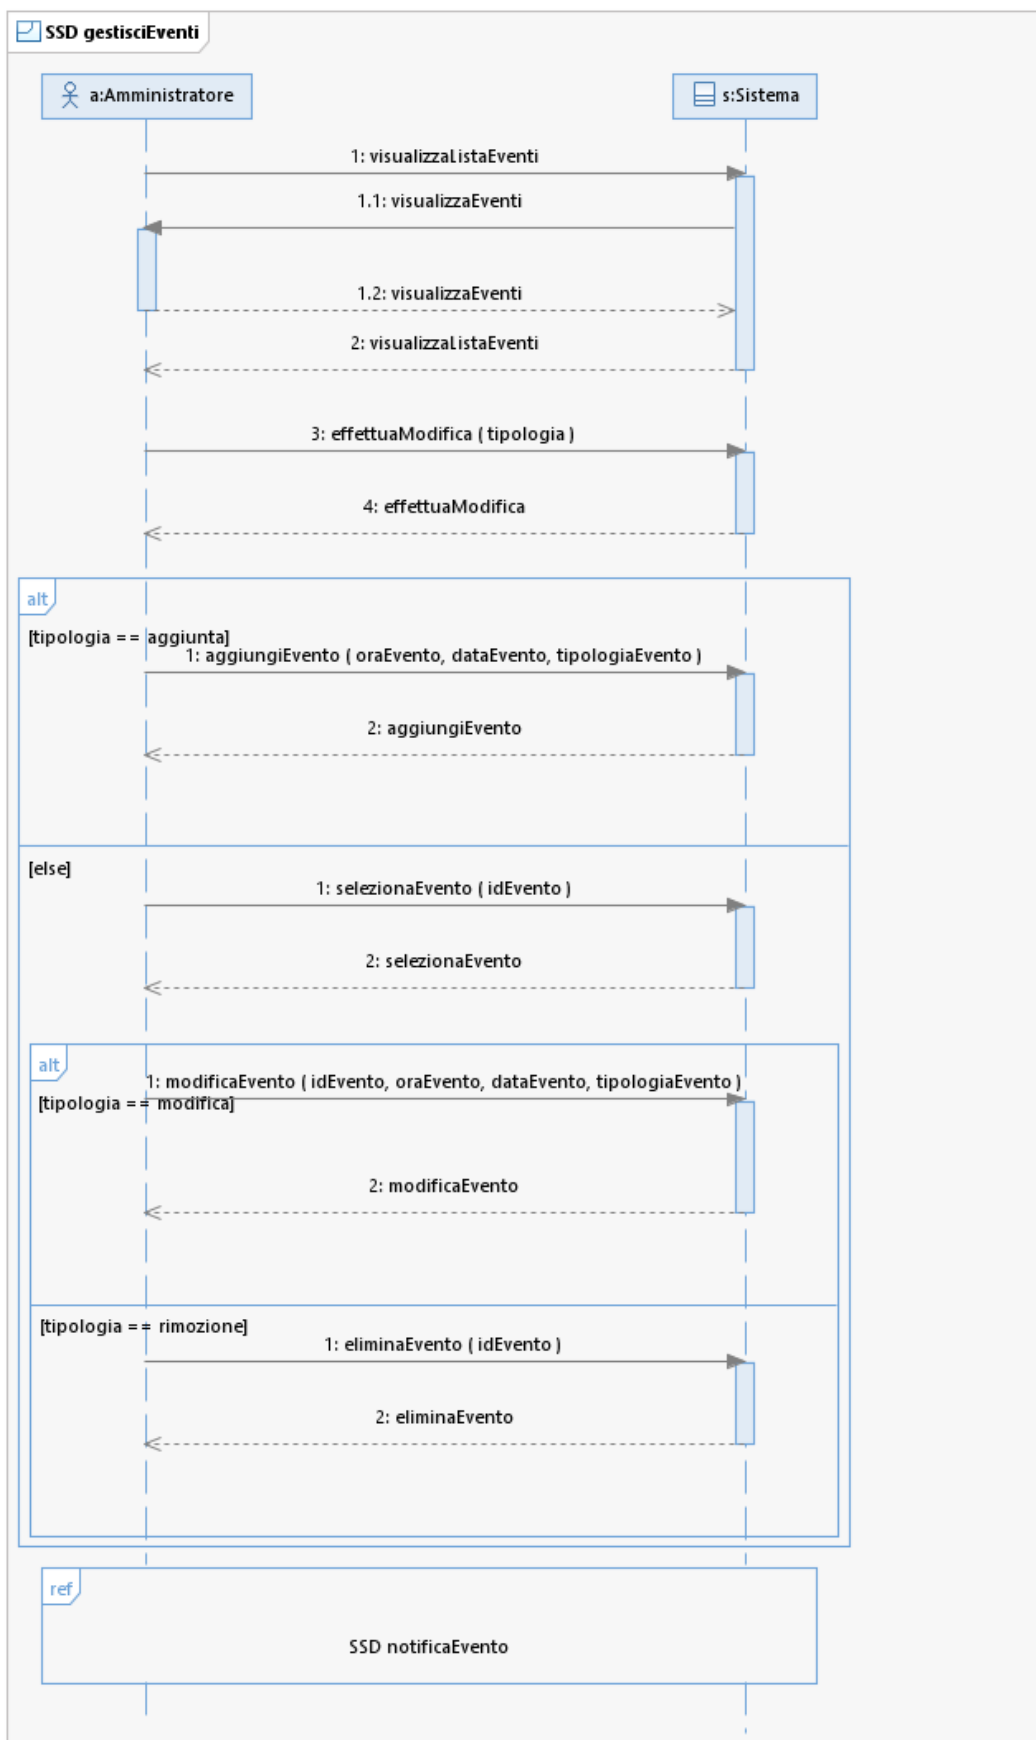 SSD gestisciEventi
a:Amministratore
s:Sistema
1: visualizzaListaEventi
1.1: visualizzaEventi
1.2: visualizzaEventi
2: visualizzaListaEventi
3: effettuaModifica ( tipologia )
4: effettuaModifica
alt
[tipologia == aggiunta]
1: aggiungiEvento ( oraEvento, dataEvento, tipologiaEvento )
2: aggiungiEvento
[else]
1: selezionaEvento ( idEvento )
2: selezionaEvento
alt
1: modificaEvento ( idEvento, oraEvento, dataEvento, tipologiaEvento )
[tipologia == modifica]
2: modificaEvento
[tipologia == rimozione]
1: eliminaEvento ( idEvento )
2: eliminaEvento
ref
SSD notificaEvento